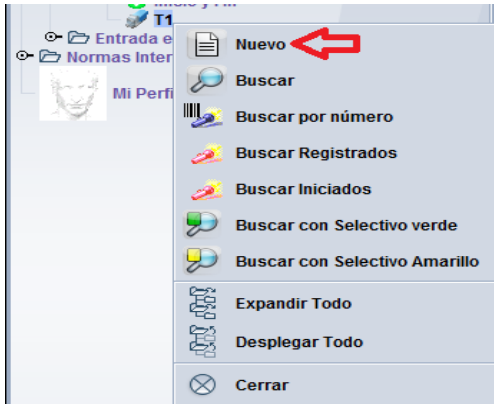 T1
Nuevo
Entrada e
Normas Inter
Buscar
Mi Perfi
Buscar por número
Buscar Registrados
Buscar Iniciados
Buscar con Selectivo verde
Buscar con Selectivo Amarillo
Expandir Todo
Desplegar Todo
Cerrar